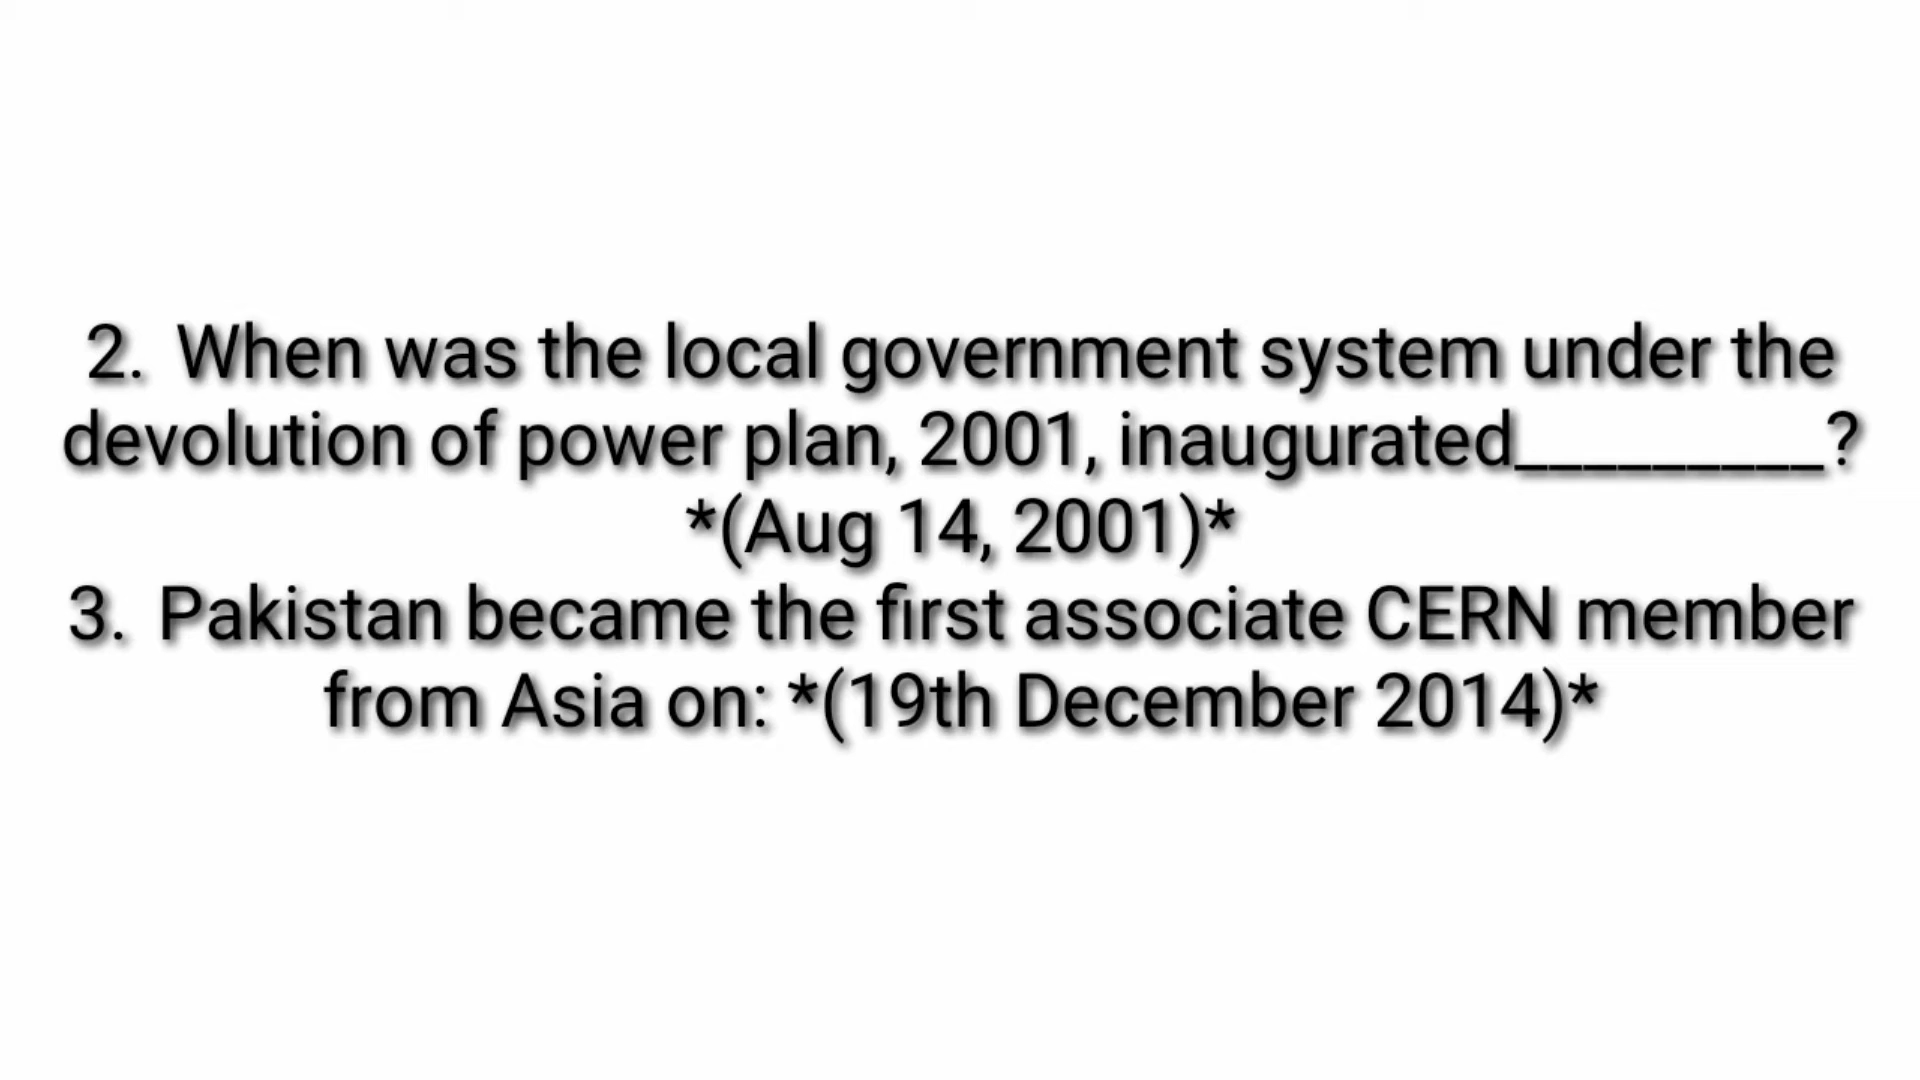 2. When was the local government system under the
devolution of power plan, 2001, inaugurated_________?
*(Aug 14, 2001)*
3. Pakistan became the first associate CERN member
from Asia on: *(19th December 2014)*